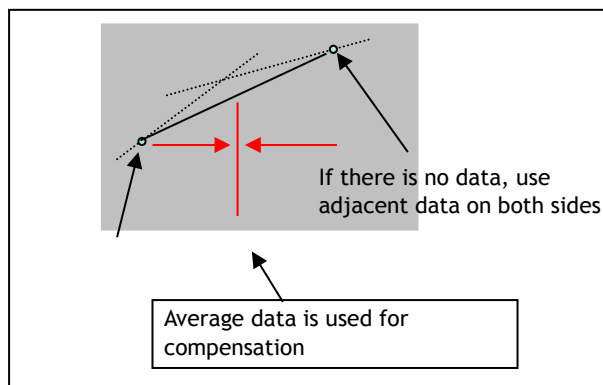 If there is no data, use
adjacent data on both sides
Average data is used for
compensation